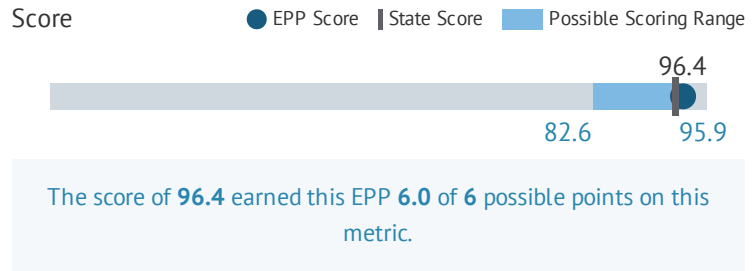 Score EPP Score State Score Possible Scoring Range
96.4
82.6 95.9
The score of 96.4 earned this EPP 6.0 of 6 possible points on this
metric.